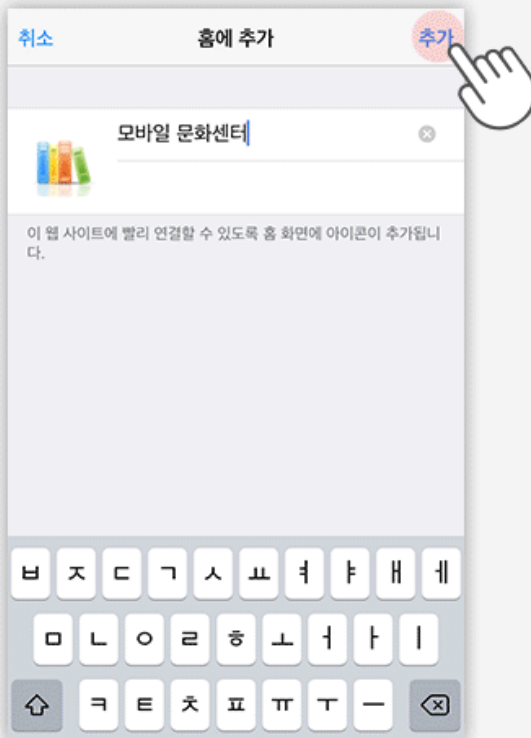 취소 홈에 추가 추가
모바일 문화센터
이 웹 사이트에 빨리 연결할 수 있도록 홈 화면에 아이콘이 추가됩니
다.
ㅂ ㅈ ㄷ ㄱ ㅅ ㅛ ㅕ ㅑ ㅐ ㅔ
ㅁ ㄴ ㅇ ㄹ ㅎ ㅗ ㅓ ㅏ ㅣ
ㅋ ㅌ ㅊ ㅍ ㅠ ㅜ ㅡ